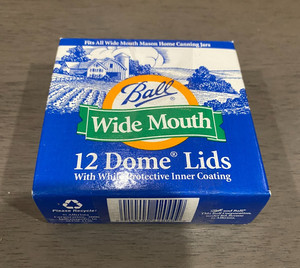 Fits All Wide Mouth Mason Home Canning Jars
Ball
Wide Mouth
12 Dome® Lids
With White Protective Inner Coating
Please Recycle